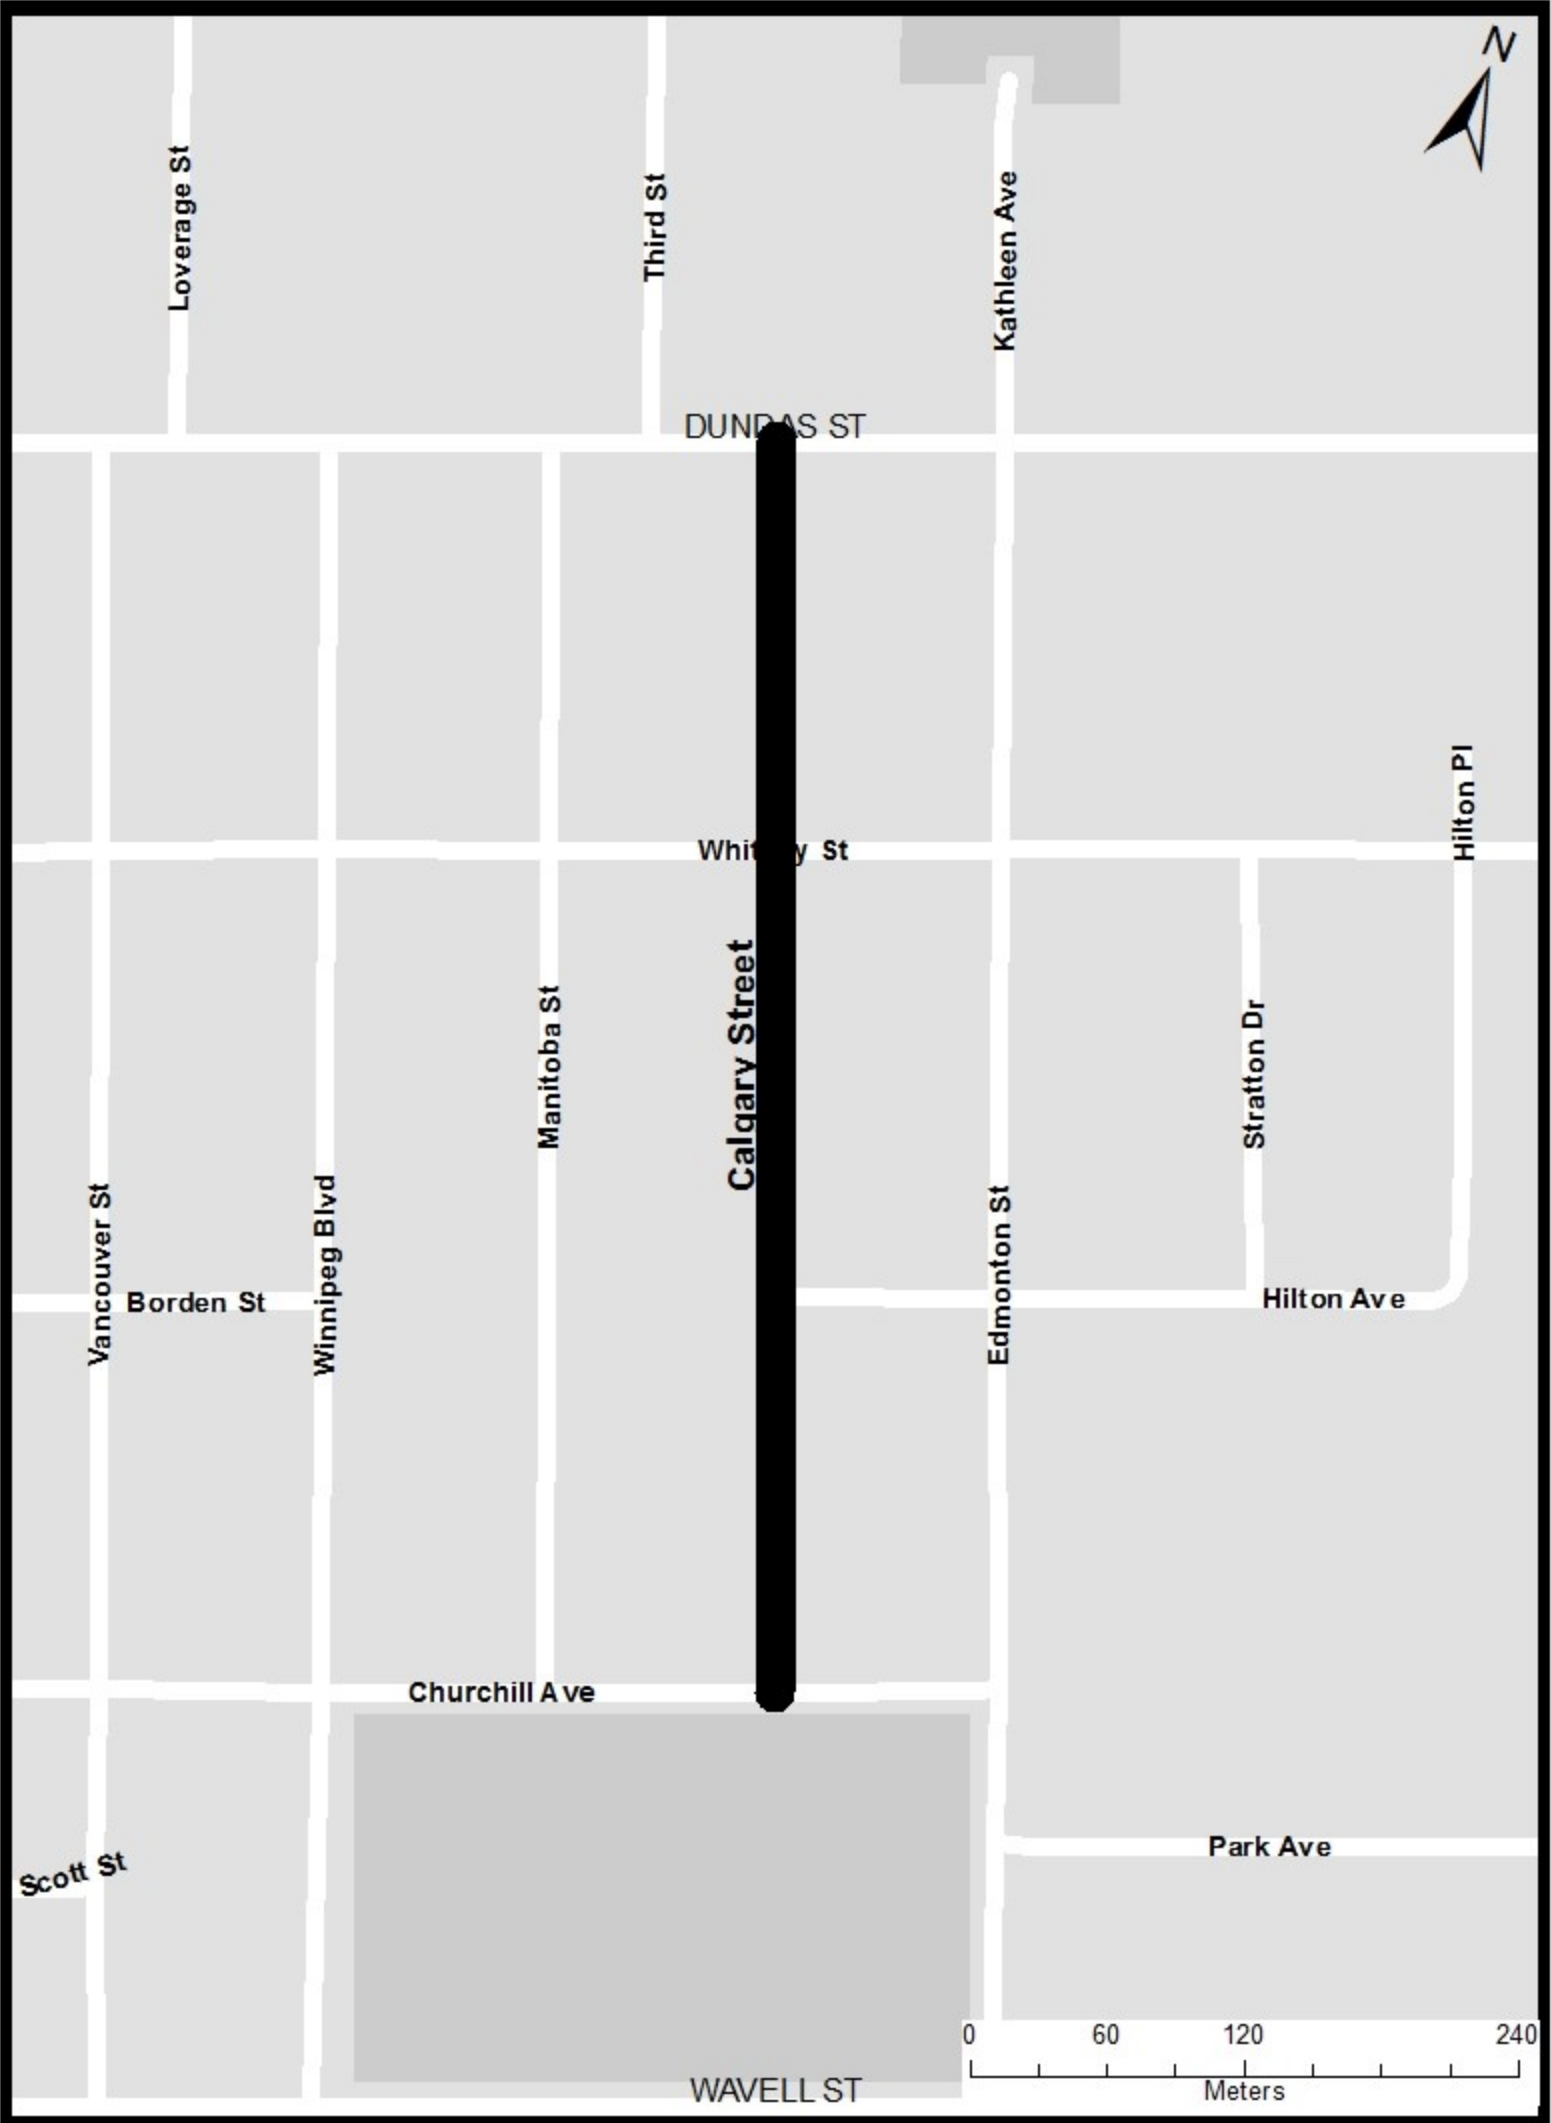 N
Loverage St
Third St
Kathleen Ave
DUNDAS ST
Hilton Pl
St
Calgary Street
Manitoba St
Stratton Dr
Vancouver St
Winnipeg Blvd
Edmonton St
Borden St
Hilton Ave
Churchill Ave
Park Ave
Scott St
0 60 120 240
Meters
WAVELL ST